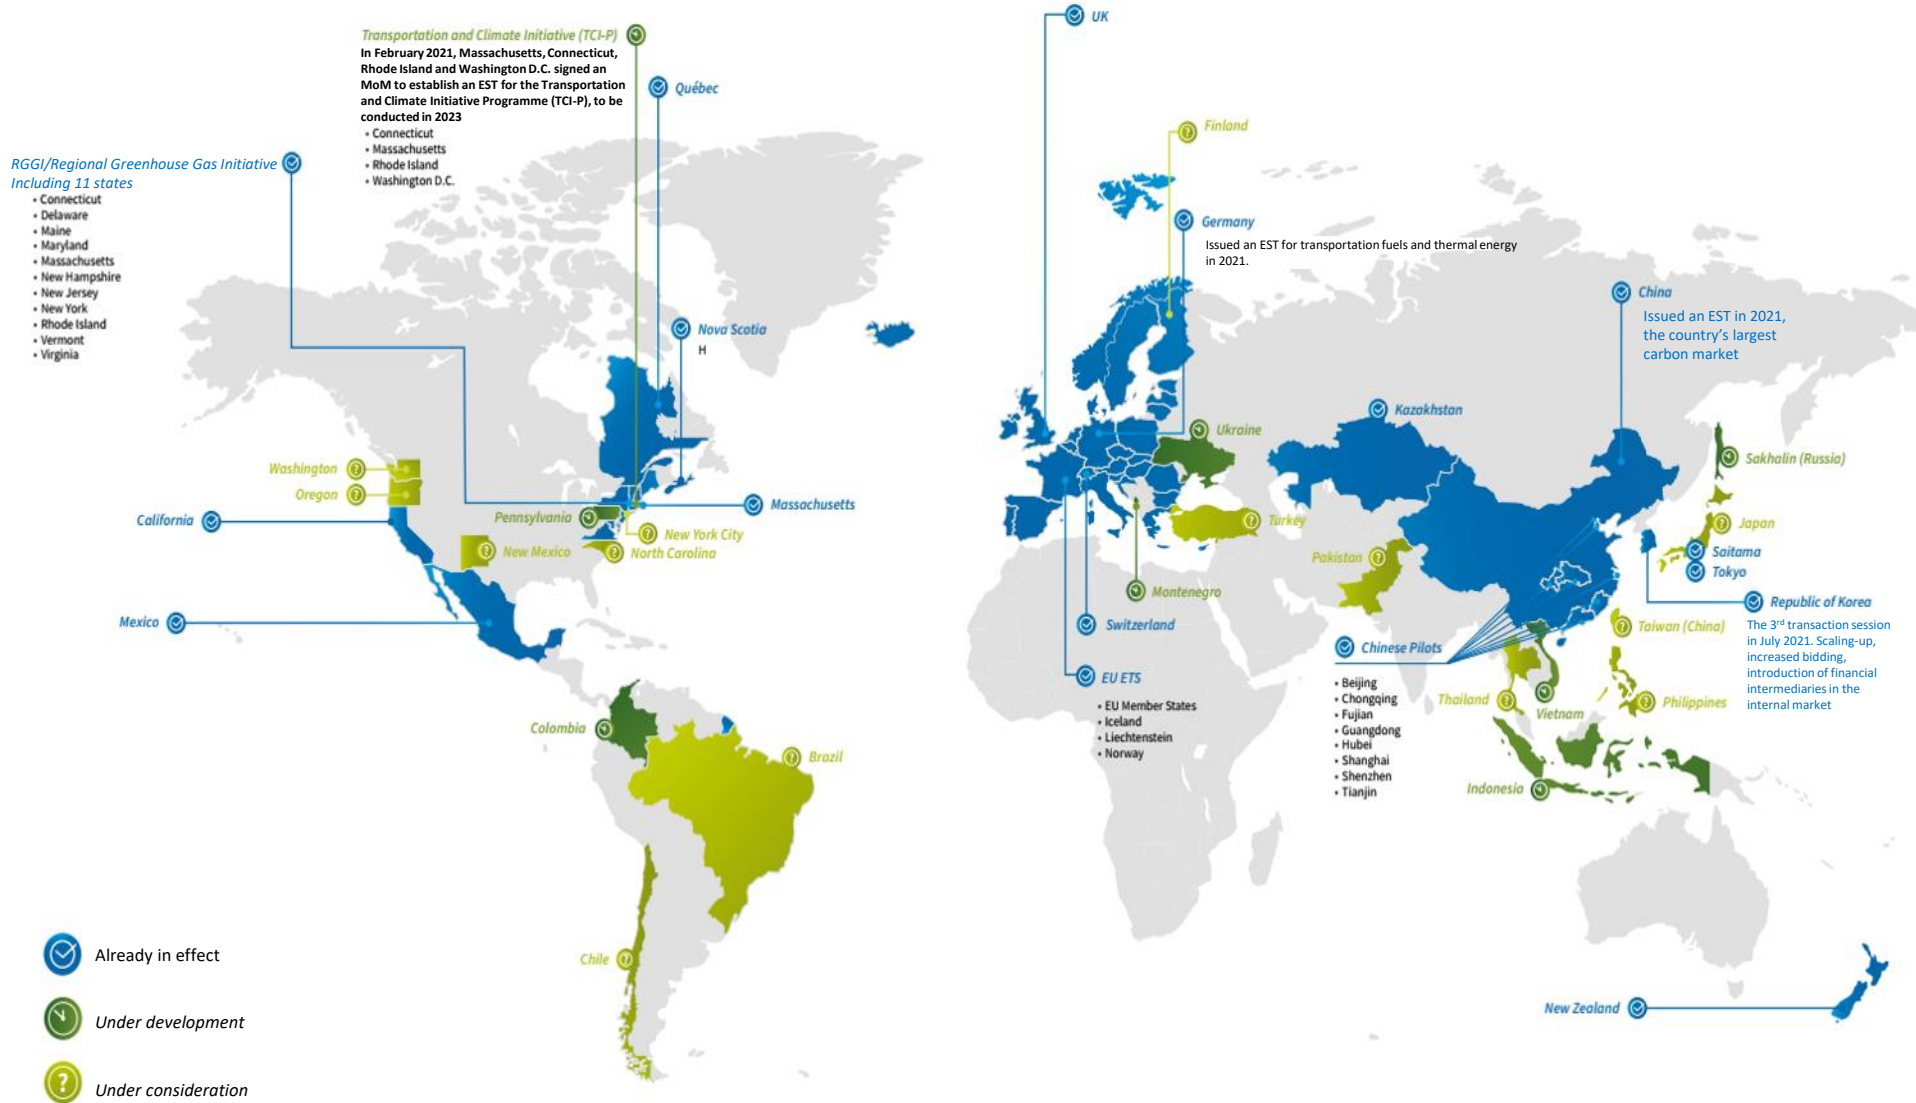 UK
Transportation and Climate Initiative (TCI-P)
In February 2021, Massachusetts, Connecticut,
Rhode Island and Washington D.C. signed an
MoM to establish an EST for the Transportation
and Climate Initiative Programme (TCI-P), to be
conducted in 2023
• Connecticut
• Massachusetts
• Rhode Island
• Washington D.C.
Québec
Finland
RGGI/Regional Greenhouse Gas Initiative
Including 11 states
• Connecticut
• Delaware
• Maine
• Maryland
• Massachusetts
• New Hampshire
• New Jersey
• New York
• Rhode Island
• Vermont
• Virginia
Germany
Issued an EST for transportation fuels and thermal energy
in 2021.
China
Issued an EST in 2021,
the country's largest
carbon market
Nova Scotia
H
Kazakhstan
Ukraine
Sakhalin (Russia)
Washington
Oregon
California
Pennsylvania
Massachusetts
New York City
New Mexico
North Carolina
Turkey
Japan
Pakistan
Saitama
Tokyo
Montenegro
Mexico
Switzerland
Republic of Korea
The 3rd transaction session
in July 2021. Scaling-up,
increased bidding,
introduction of financial
intermediaries in the
internal market
Taiwan (China)
Chinese Pilots
• Beijing
• Chongqing
• Fujian
• Guangdong
• Hubei
• Shanghai
• Shenzhen
• Tianjin
EU ETS
• EU Member States
• Iceland
• Liechtenstein
• Norway
Thailand
Vietnam
Philippines
Colombia
Brazil
Indonesia
Chile
New Zealand
Already in effect
Under development
Under consideration